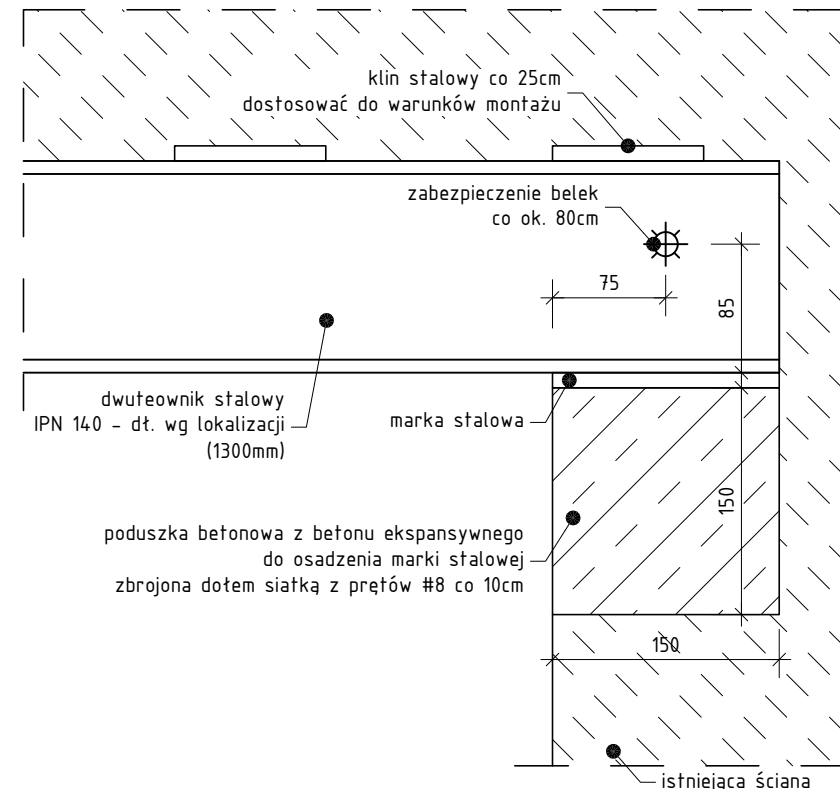 klin stalowy co 25cm
dostosować do warunków montażu
zabezpieczenie belek
co ok. 80cm
75
85
dwuteownik stalowy
IPN 140 - dł. wg lokalizacji
(1300mm)
marka stalowa
150
poduszka betonowa z betonu ekspansywnego
do osadzenia marki stalowej
zbrojona dołem siatką z prętów #8 co 10cm
150
istniejąca ściana